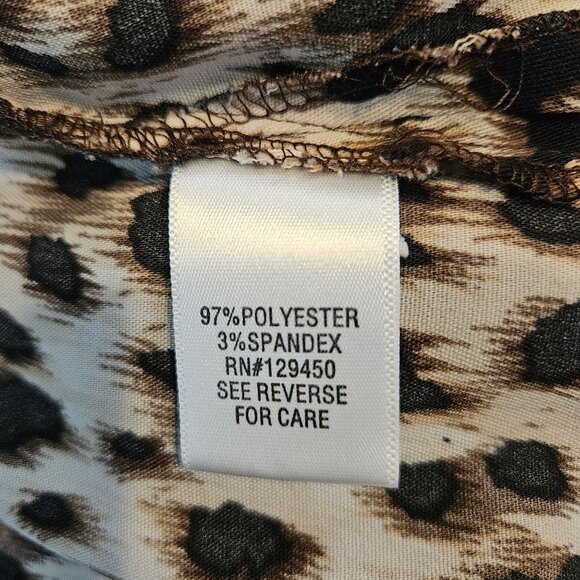 97%POLYESTER
3%SPANDEX
RN#129450
SEE REVERSE
FOR CARE